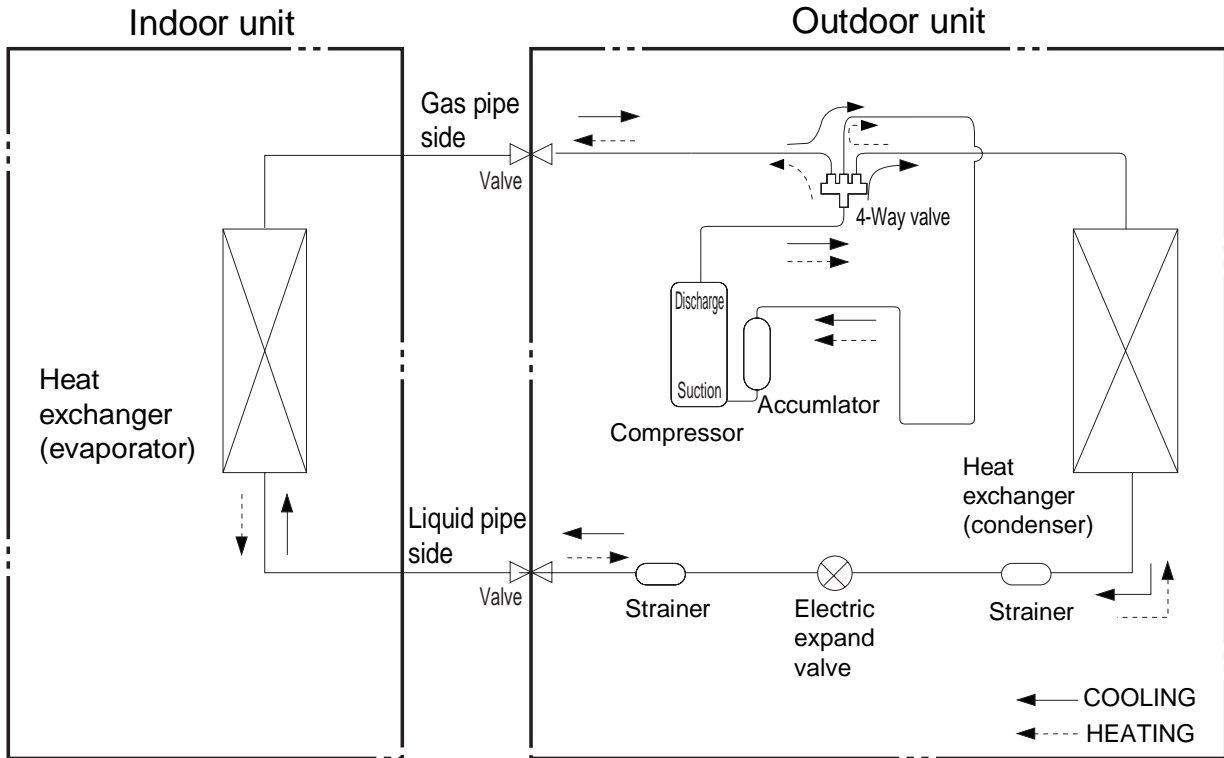 Indoor unit
Outdoor unit
Gas pipe
side
Valve
4-Way valve
Discharge
Suction
Accumlator
Compressor
Heat
exchanger
(evaporator)
Heat
exchanger
(condenser)
Liquid pipe
side
Valve
Strainer
Electric
expand
valve
Strainer
COOLING
HEATING